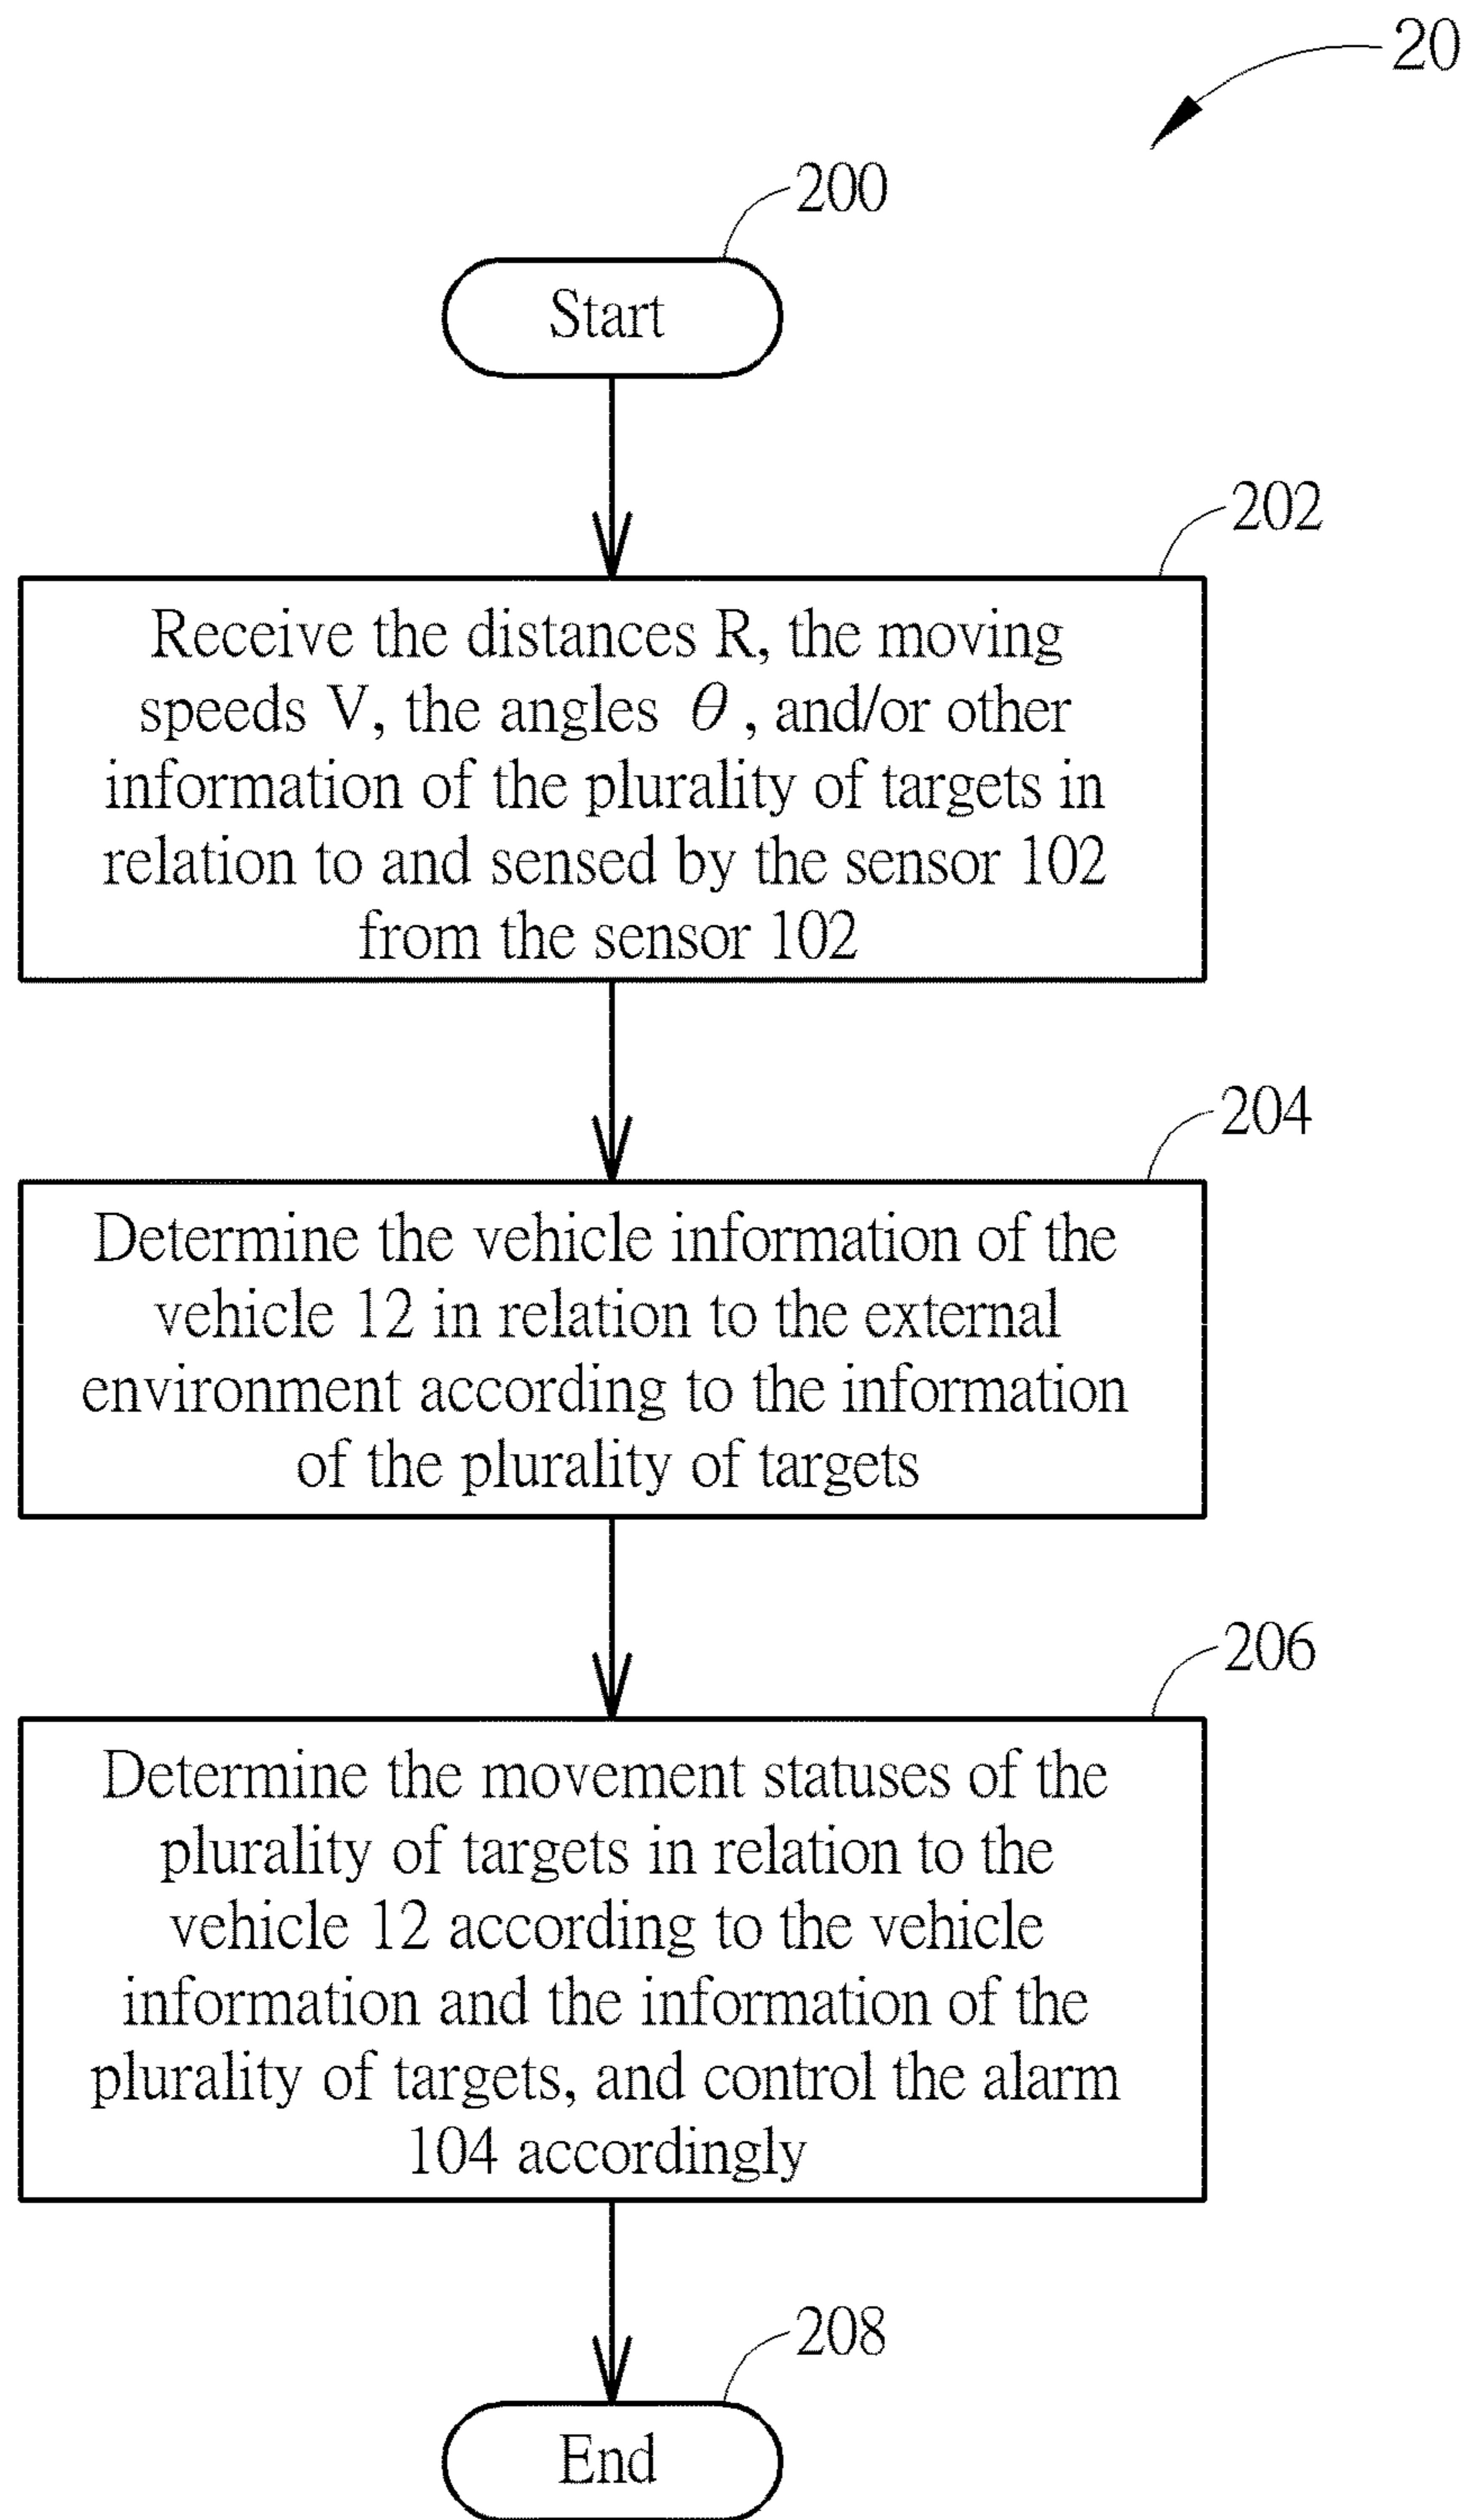 20
200
Start
202
Receive the distances R, the moving
speeds V, the angles θ, and/or other
information of the plurality of targets in
relation to and sensed by the sensor 102
from the sensor 102
204
Determine the vehicle information of the
vehicle 12 in relation to the external
environment according to the information
of the plurality of targets
206
Determine the movement statuses of the
plurality of targets in relation to the
vehicle 12 according to the vehicle
information and the information of the
plurality of targets, and control the alarm
104 accordingly
208
End